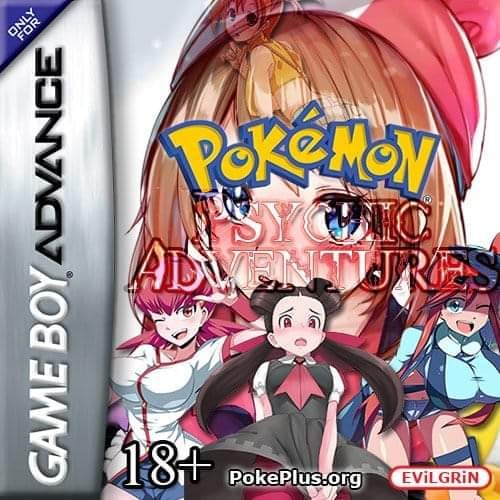 ONLY
FOR
GAME BOY ADVANCE
POKéMON
PSYCHIC
ADVENTURES
18+
PokePlus.org
EViLGRiN